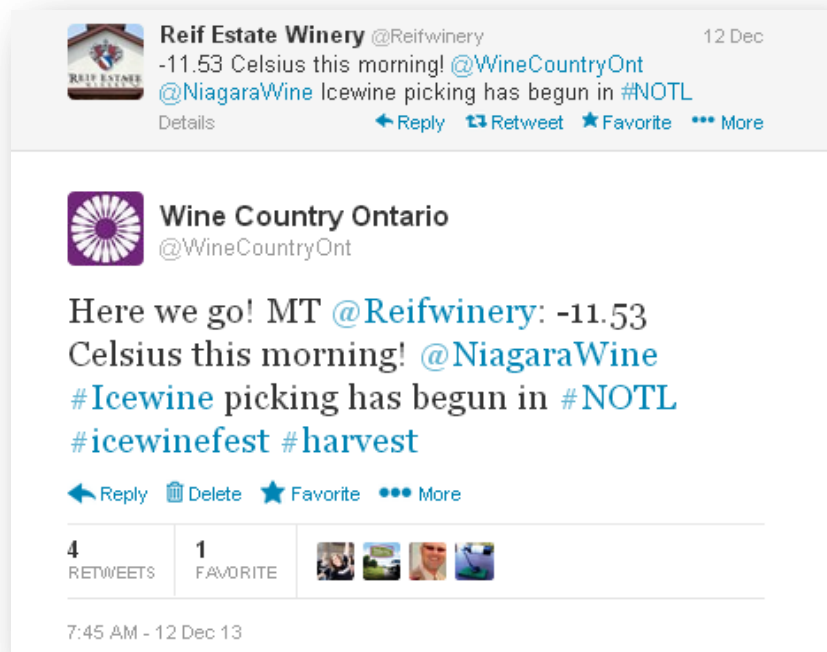 Reif Estate Winery @Reifwinery 12 Dec
-11.53 Celsius this morning! @WineCountryOnt
@NiagaraWine Icewine picking has begun in #NOTL
Details Reply Retweet Favorite More
REIF ESTATE
WINERY
Wine Country Ontario
@WineCountryOnt
Here we go! MT @Reifwinery: -11.53
Celsius this morning! @NiagaraWine
#Icewine picking has begun in #NOTL
#icewinefest #harvest
Reply Delete Favorite More
4 1
RETWEETS FAVORITE
7:45 AM - 12 Dec 13